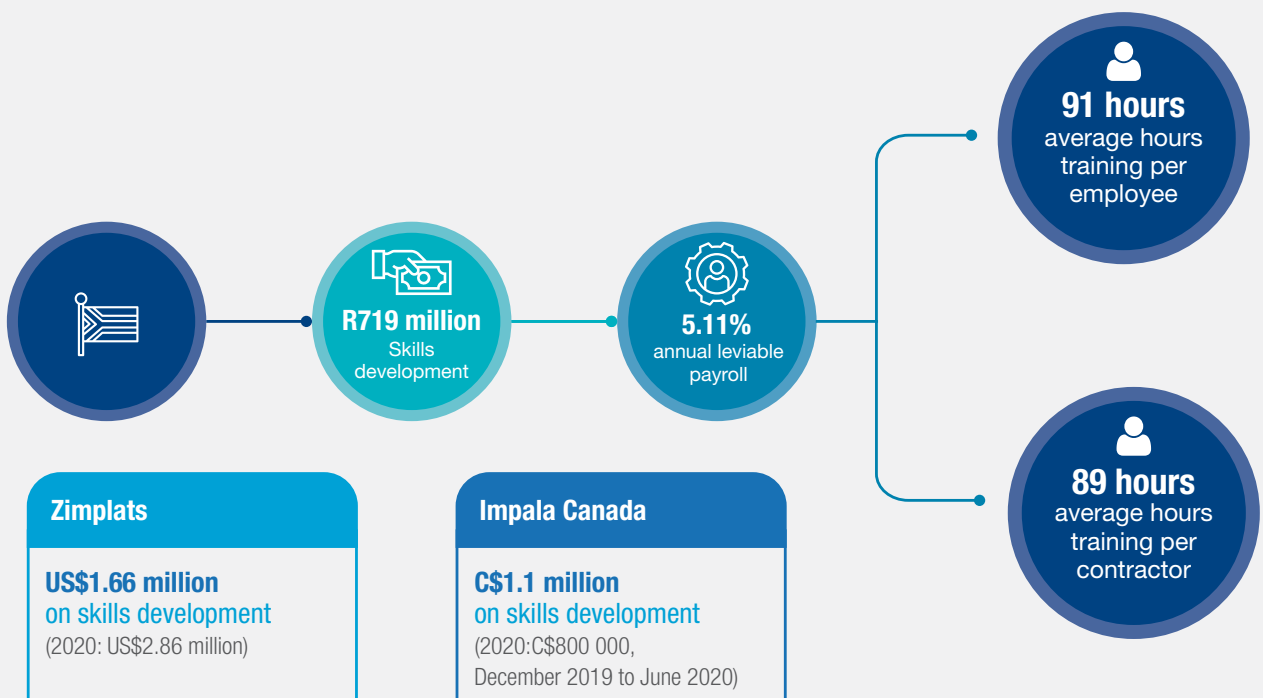 R719 million
Skills
development
5.11%
annual leviable
payroll
91 hours
average hours
training per
employee
89 hours
average hours
training per
contractor
Zimplats
US$1.66 million
on skills development
(2020: US$2.86 million)
Impala Canada
C$1.1 million
on skills development
(2020:C$800 000,
December 2019 to June 2020)